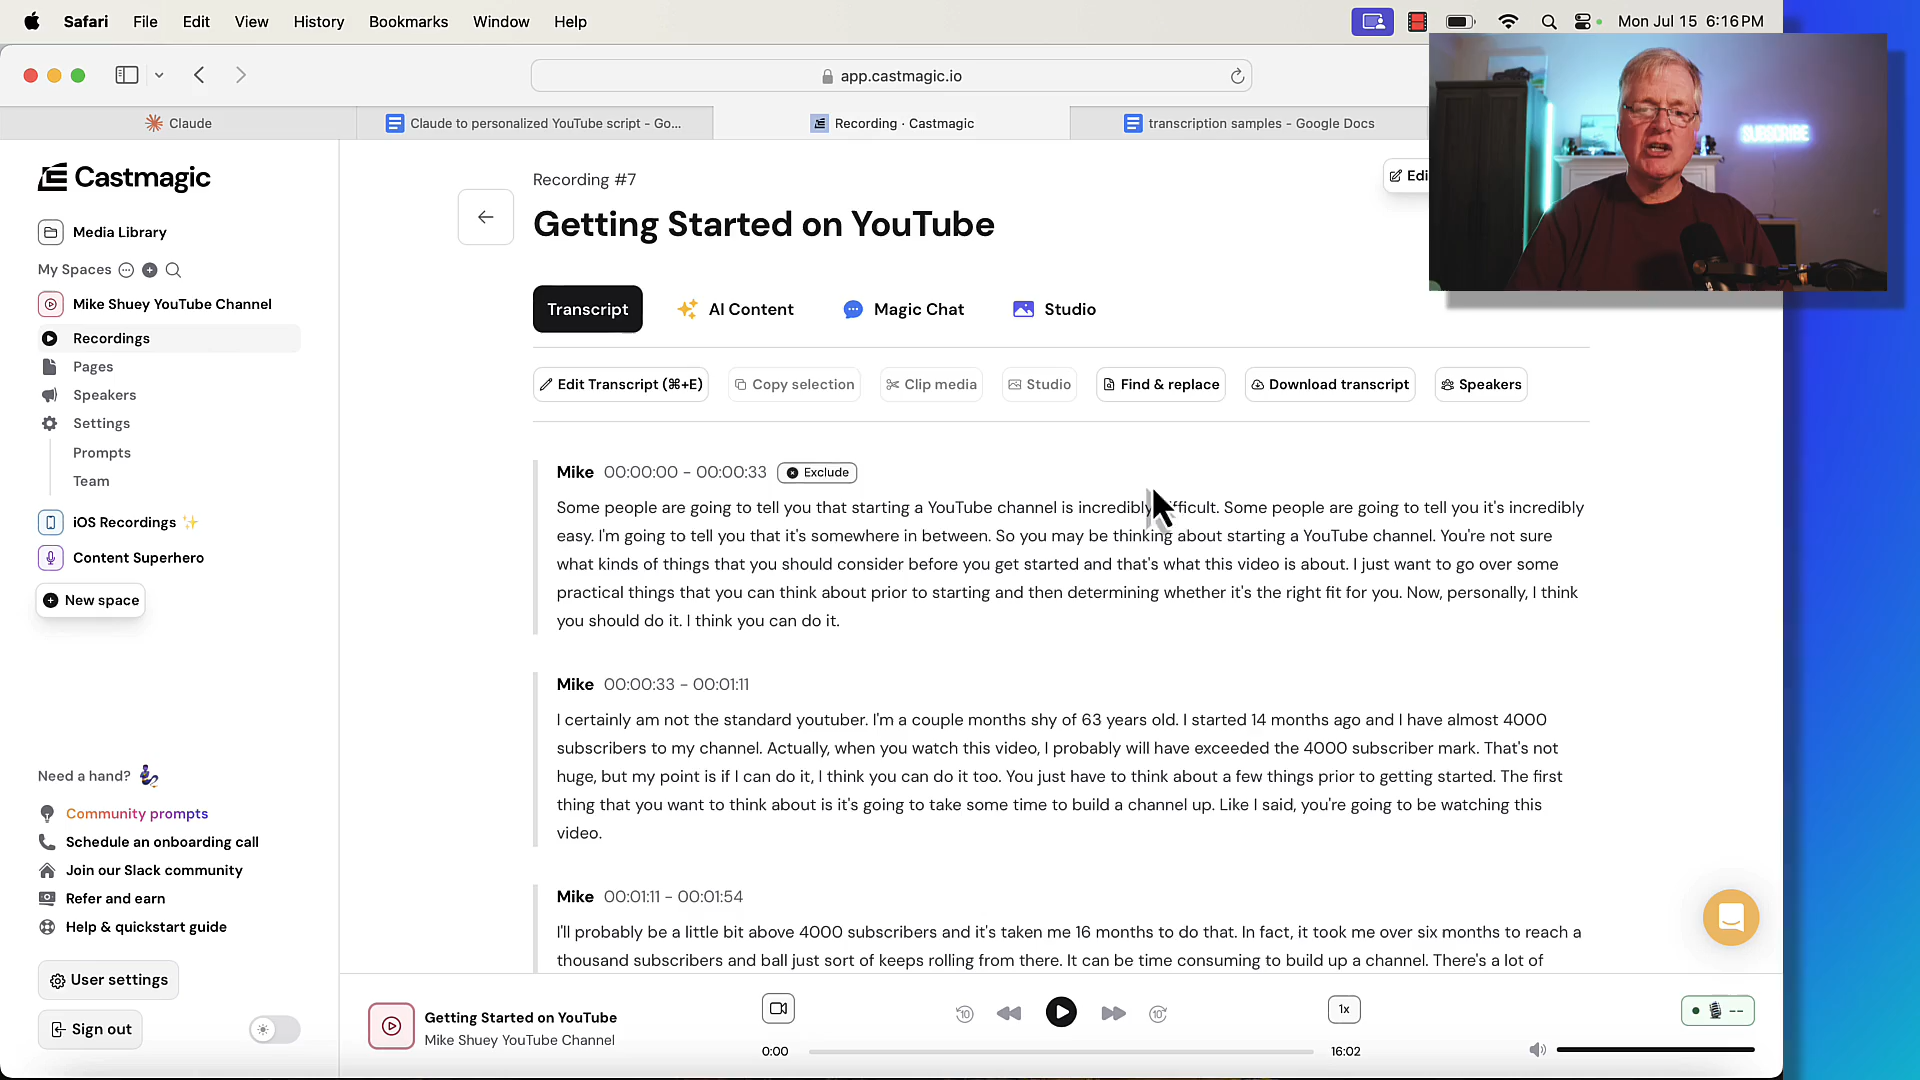 Safari File Edit View History Bookmarks Window Help Mon Jul 15 6:16 PM
app.castmagic.io
Claude
Claude to personalized YouTube script - Go...
Recording · Castmagic
transcription samples - Google Docs
SUBSCRIBE
Castmagic
Media Library
My Spaces
Mike Shuey YouTube Channel
Recordings
Pages
Speakers
Settings
Prompts
Team
iOS Recordings
Content Superhero
New space
Need a hand?
Community prompts
Schedule an onboarding call
Join our Slack community
Refer and earn
Help & quickstart guide
User settings
Sign out
Recording #7
Edi
Getting Started on YouTube
Transcript AI Content Magic Chat Studio
Edit Transcript (⌘+E) Copy selection Clip media Studio Find & replace Download transcript Speakers
Mike 00:00:00 - 00:00:33 Exclude
Some people are going to tell you that starting a YouTube channel is incredibly difficult. Some people are going to tell you it's incredibly
easy. I'm going to tell you that it's somewhere in between. So you may be thinking about starting a YouTube channel. You're not sure
what kinds of things that you should consider before you get started and that's what this video is about. I just want to go over some
practical things that you can think about prior to starting and then determining whether it's the right fit for you. Now, personally, I think
you should do it. I think you can do it.
Mike 00:00:33 - 00:01:11
I certainly am not the standard youtuber. I'm a couple months shy of 63 years old. I started 14 months ago and I have almost 4000
subscribers to my channel. Actually, when you watch this video, I probably will have exceeded the 4000 subscriber mark. That's not
huge, but my point is if I can do it, I think you can do it too. You just have to think about a few things prior to getting started. The first
thing that you want to think about is it's going to take some time to build a channel up. Like I said, you're going to be watching this
video.
Mike 00:01:11 - 00:01:54
I'll probably be a little bit above 4000 subscribers and it's taken me 16 months to do that. In fact, it took me over six months to reach a
thousand subscribers and ball just sort of keeps rolling from there. It can be time consuming to build up a channel. There's a lot of
Getting Started on YouTube
Mike Shuey YouTube Channel
10
10
1x
--
0:00
16:02